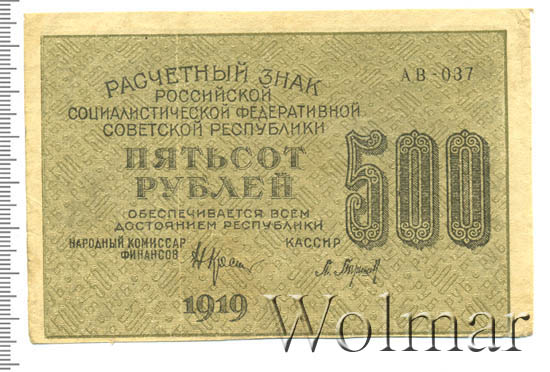 РАСЧЕТНЫЙ ЗНАК
АВ-037
РОССИЙСКОЙ
СОЦИАЛИСТИЧЕСКОЙ ФЕДЕРАТИВНОЙ
СОВЕТСКОЙ РЕСПУБЛИКИ
ПЯТЬСОТ
РУБЛЕЙ
500
ОБЕСПЕЧИВАЕТСЯ ВСЕМ
ДОСТОЯНИЕМ РЕСПУБЛИКИ
НАРОДНЫЙ КОМИССАР
ФИНАНСОВ
КАССИР
1919
Wolmar